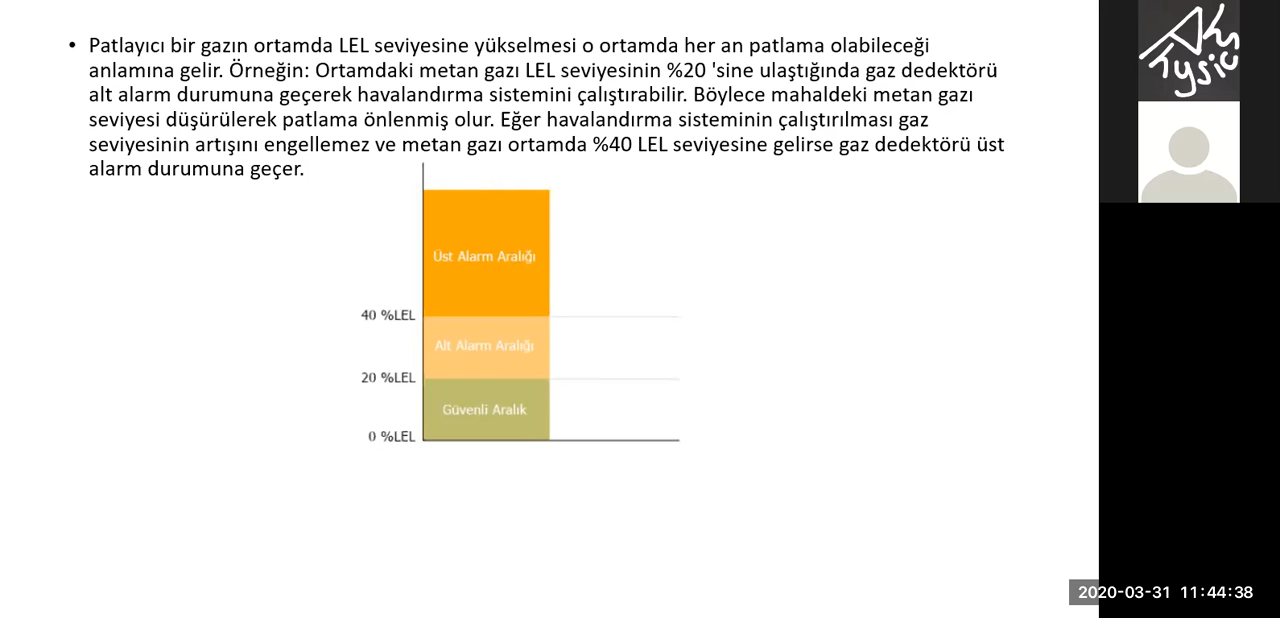 • Patlayıcı bir gazın ortamda LEL seviyesine yükselmesi o ortamda her an patlama olabileceği
anlamına gelir. Örneğin: Ortamdaki metan gazı LEL seviyesinin %20 'sine ulaştığında gaz dedektörü
alt alarm durumuna geçerek havalandırma sistemini çalıştırabilir. Böylece mahaldeki metan gazı
seviyesi düşürülerek patlama önlenmiş olur. Eğer havalandırma sisteminin çalıştırılması gaz
seviyesinin artışını engellemez ve metan gazı ortamda %40 LEL seviyesine gelirse gaz dedektörü üst
alarm durumuna geçer.
Üst Alarm Aralığı
40 %LEL
Alt Alarm Aralığı
20 %LEL
Güvenli Aralık
0 %LEL
2020-03-31 11:44:38